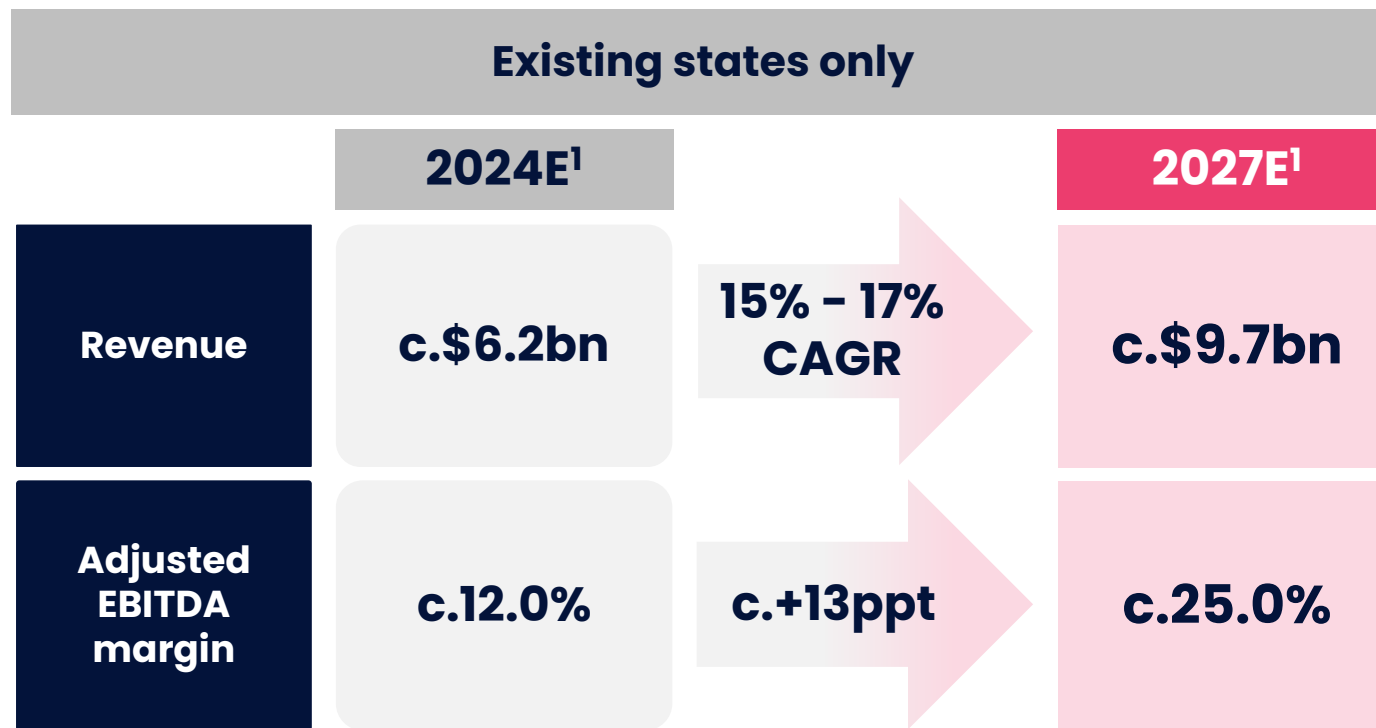 Existing states only
2024E¹
2027E¹
Revenue
c.$6.2bn
15% - 17%
CAGR
c.$9.7bn
Adjusted
EBITDA
margin
c.12.0%
c.+13ppt
c.25.0%